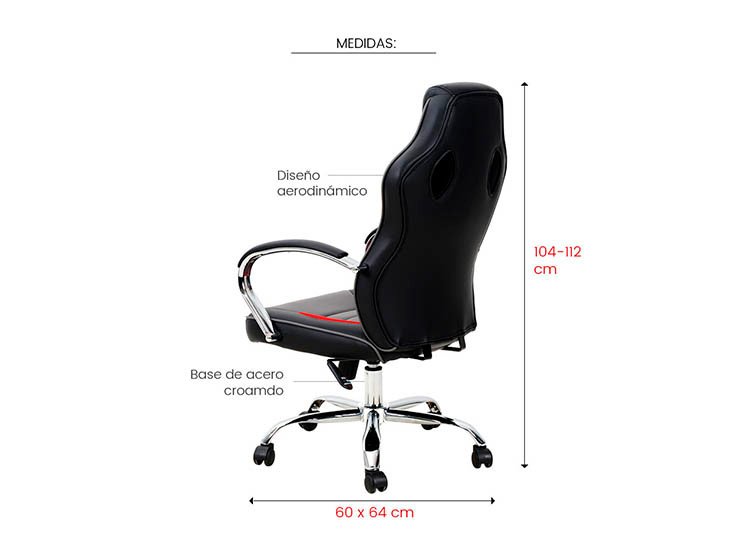 MEDIDAS:
Diseño
aerodinámico
104-112
cm
Base de acero
croamdo
60 x 64 cm